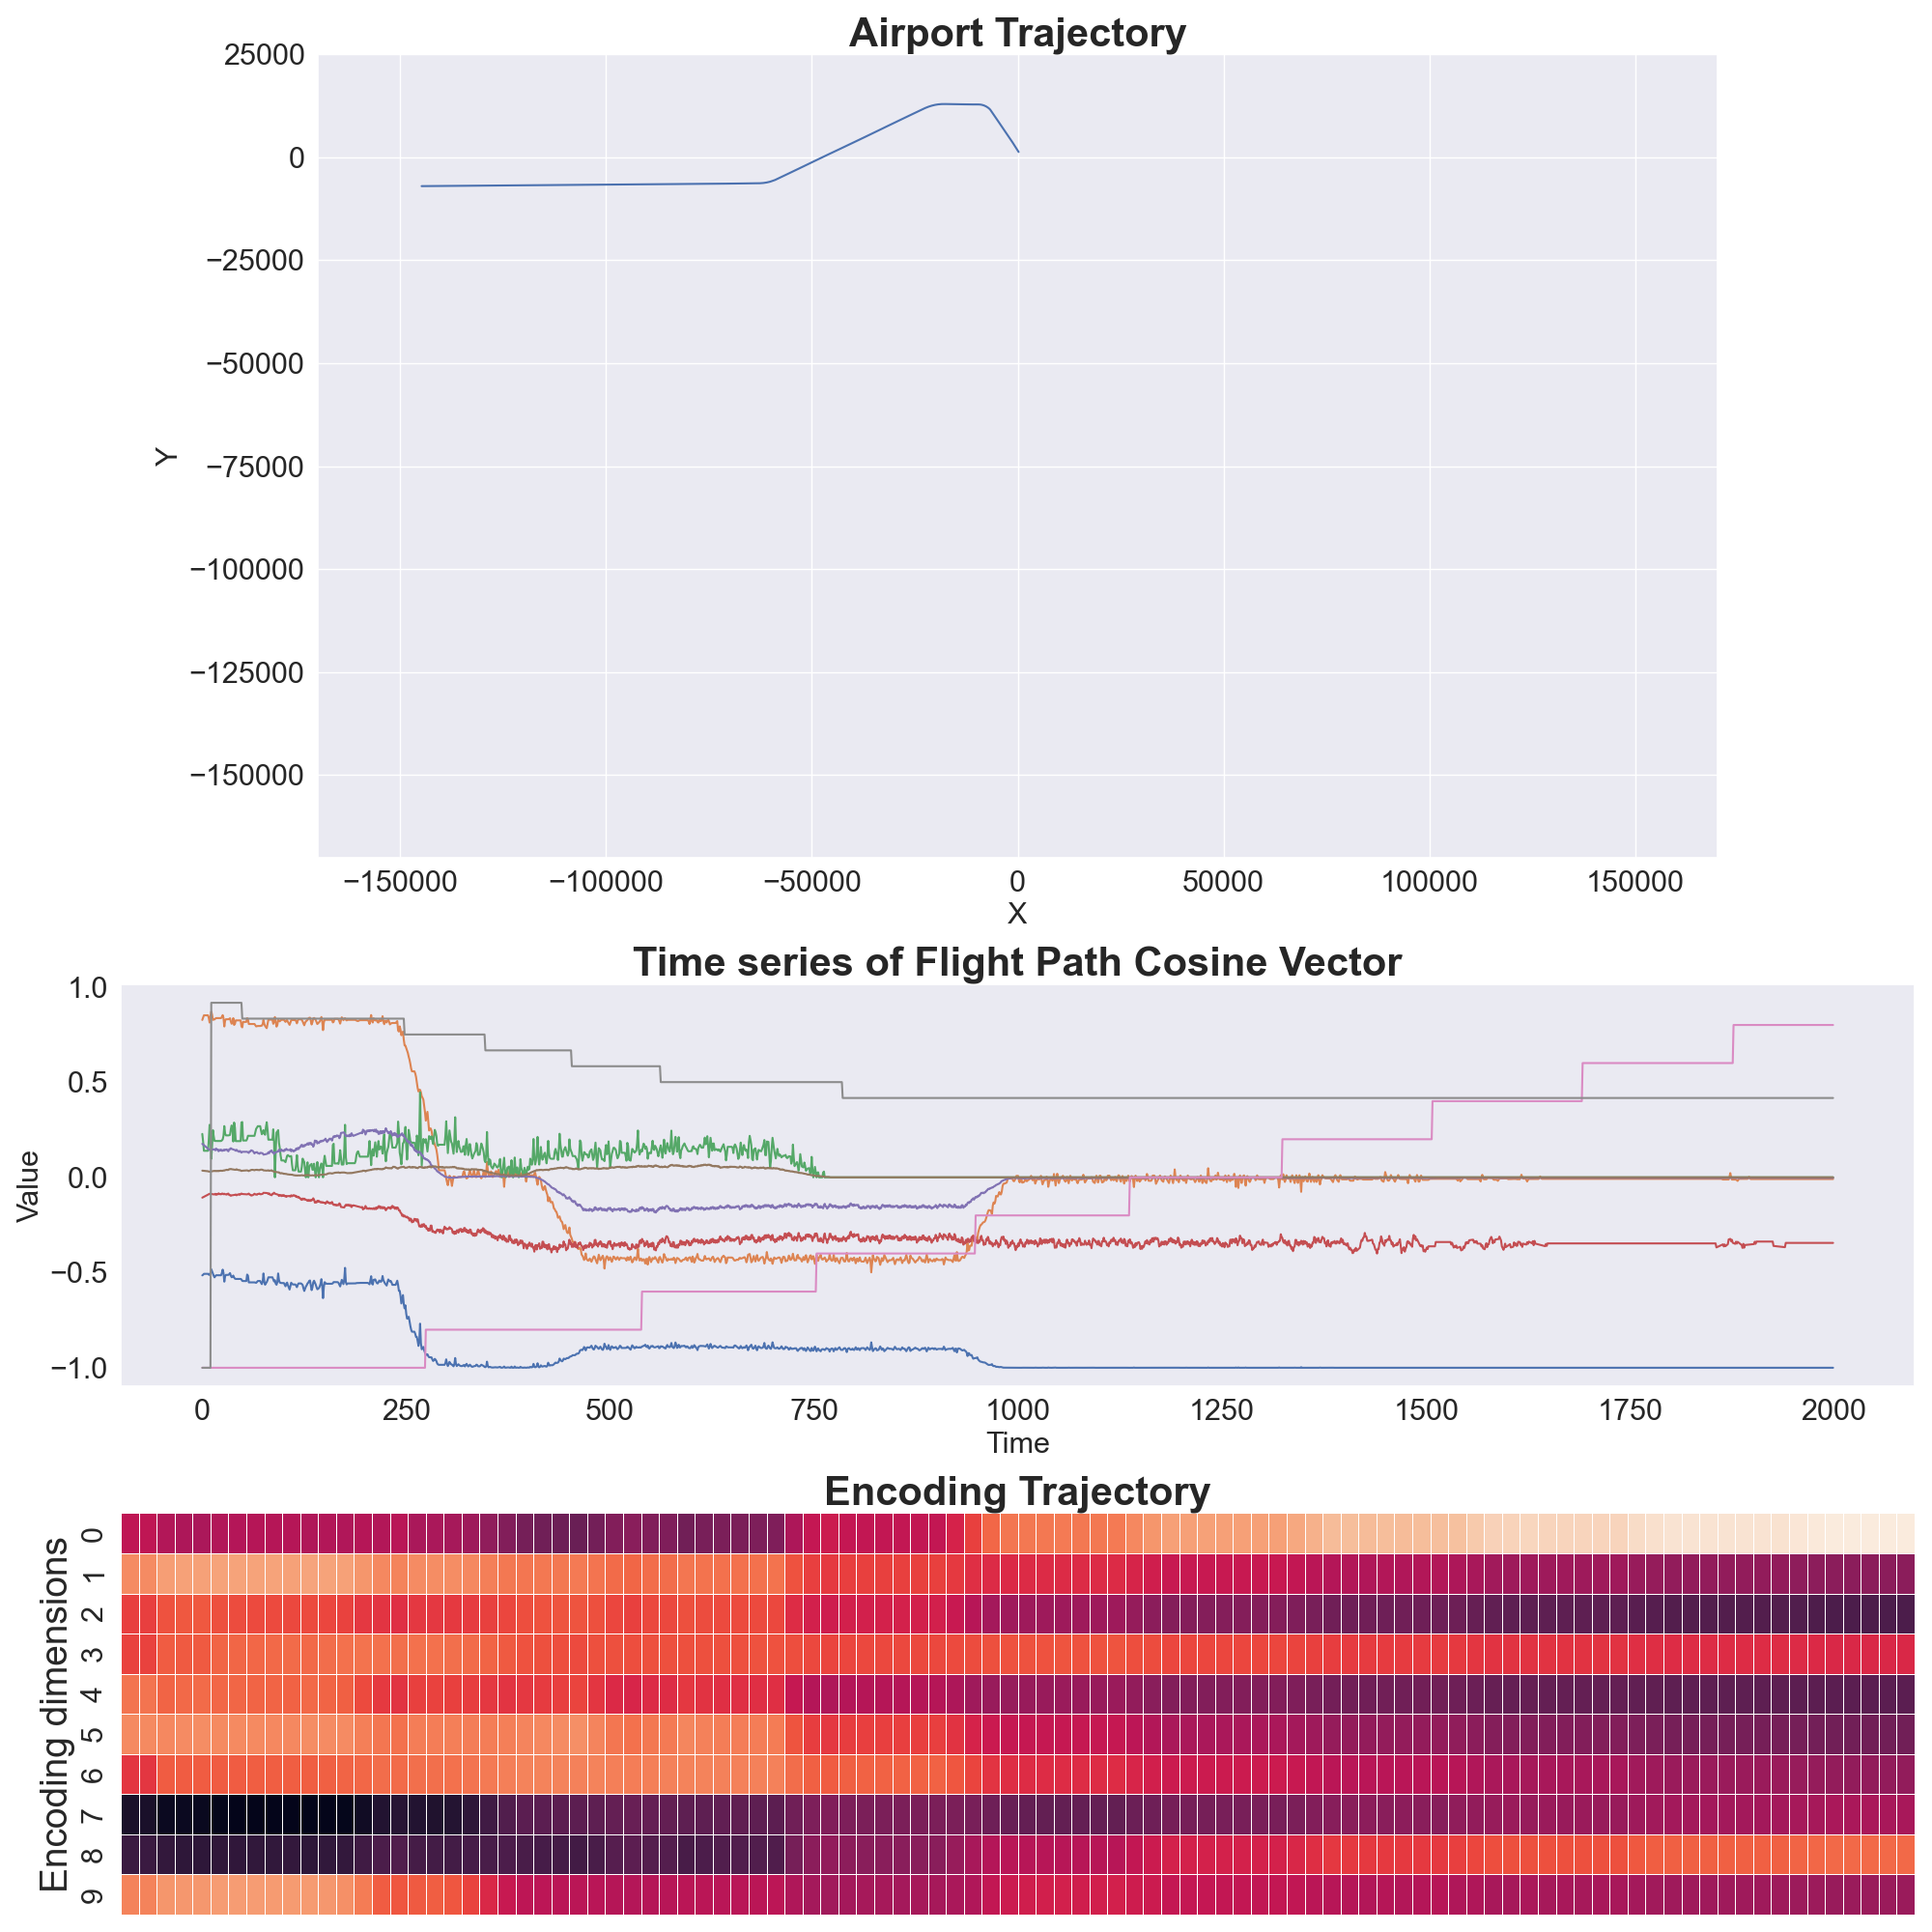 Airport Trajectory
25000
0
−25000
−50000
−75000
−100000
−125000
−150000
Y
−150000 −100000 −50000 0 50000 100000 150000
X
Time series of Flight Path Cosine Vector
1.0
0.5
0.0
−0.5
−1.0
Value
0 250 500 750 1000 1250 1500 1750 2000
Time
Encoding Trajectory
0
1
2
3
4
5
6
7
8
9
Encoding dimensions